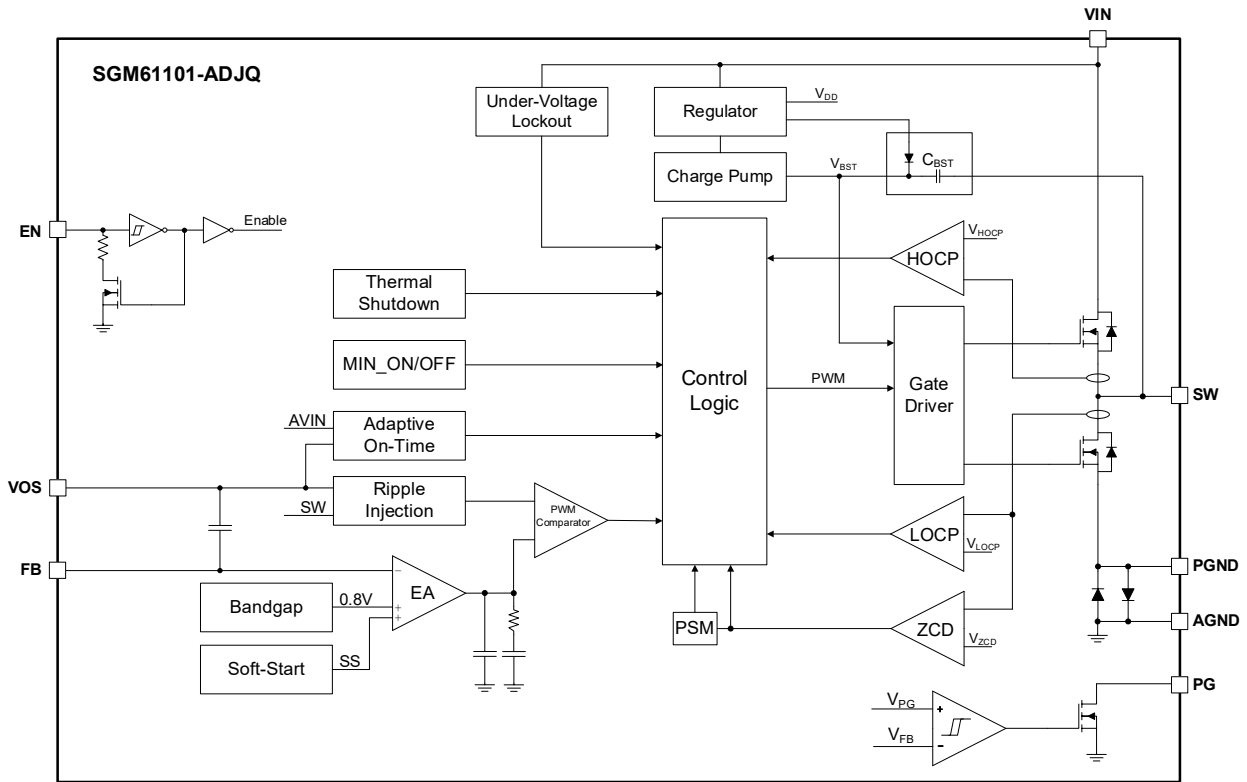 VIN
SGM61101-ADJQ
Under-Voltage
Lockout
Regulator
VDD
Charge Pump
VBST
CBST
EN
Enable
VHOCP
HOCP
Thermal
Shutdown
MIN_ON/OFF
Control
Logic
PWM
Gate
Driver
SW
AVIN
Adaptive
On-Time
VOS
SW
Ripple
Injection
PWM
Comparator
LOCP
VLOCP
FB
EA
PGND
Bandgap
0.8V
AGND
PSM
ZCD
VZCD
Soft-Start
SS
PG
VPG
VFB